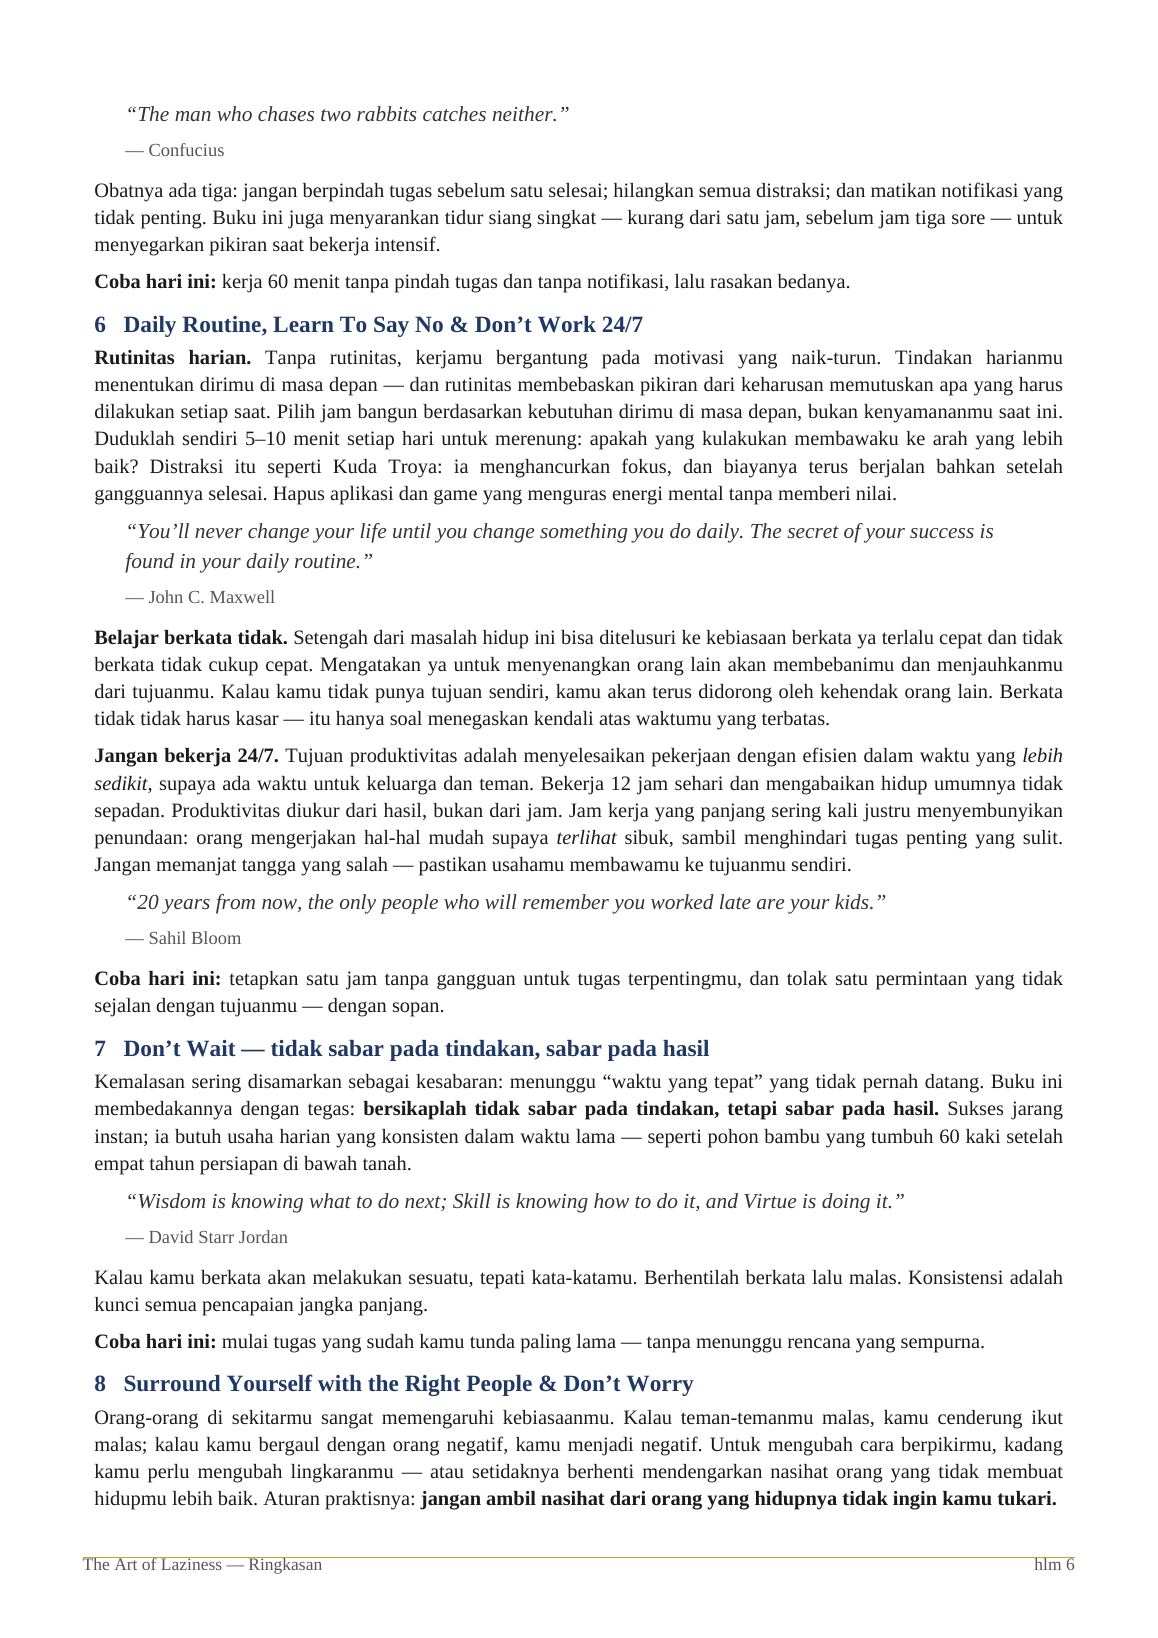 “The man who chases two rabbits catches neither.”
— Confucius
Obatnya ada tiga: jangan berpindah tugas sebelum satu selesai; hilangkan semua distraksi; dan matikan notifikasi yang
tidak penting. Buku ini juga menyarankan tidur siang singkat — kurang dari satu jam, sebelum jam tiga sore — untuk
menyegarkan pikiran saat bekerja intensif.
Coba hari ini: kerja 60 menit tanpa pindah tugas dan tanpa notifikasi, lalu rasakan bedanya.
6 Daily Routine, Learn To Say No & Don’t Work 24/7
Rutinitas harian. Tanpa rutinitas, kerjamu bergantung pada motivasi yang naik-turun. Tindakan harianmu
menentukan dirimu di masa depan — dan rutinitas membebaskan pikiran dari keharusan memutuskan apa yang harus
dilakukan setiap saat. Pilih jam bangun berdasarkan kebutuhan dirimu di masa depan, bukan kenyamananmu saat ini.
Duduklah sendiri 5–10 menit setiap hari untuk merenung: apakah yang kulakukan membawaku ke arah yang lebih
baik? Distraksi itu seperti Kuda Troya: ia menghancurkan fokus, dan biayanya terus berjalan bahkan setelah
gangguannya selesai. Hapus aplikasi dan game yang menguras energi mental tanpa memberi nilai.
“You’ll never change your life until you change something you do daily. The secret of your success is
found in your daily routine.”
— John C. Maxwell
Belajar berkata tidak. Setengah dari masalah hidup ini bisa ditelusuri ke kebiasaan berkata ya terlalu cepat dan tidak
berkata tidak cukup cepat. Mengatakan ya untuk menyenangkan orang lain akan membebanimu dan menjauhkanmu
dari tujuanmu. Kalau kamu tidak punya tujuan sendiri, kamu akan terus didorong oleh kehendak orang lain. Berkata
tidak tidak harus kasar — itu hanya soal menegaskan kendali atas waktumu yang terbatas.
Jangan bekerja 24/7. Tujuan produktivitas adalah menyelesaikan pekerjaan dengan efisien dalam waktu yang lebih
sedikit, supaya ada waktu untuk keluarga dan teman. Bekerja 12 jam sehari dan mengabaikan hidup umumnya tidak
sepadan. Produktivitas diukur dari hasil, bukan dari jam. Jam kerja yang panjang sering kali justru menyembunyikan
penundaan: orang mengerjakan hal-hal mudah supaya terlihat sibuk, sambil menghindari tugas penting yang sulit.
Jangan memanjat tangga yang salah — pastikan usahamu membawamu ke tujuanmu sendiri.
“20 years from now, the only people who will remember you worked late are your kids.”
— Sahil Bloom
Coba hari ini: tetapkan satu jam tanpa gangguan untuk tugas terpentingmu, dan tolak satu permintaan yang tidak
sejalan dengan tujuanmu — dengan sopan.
7 Don’t Wait — tidak sabar pada tindakan, sabar pada hasil
Kemalasan sering disamarkan sebagai kesabaran: menunggu “waktu yang tepat” yang tidak pernah datang. Buku ini
membedakannya dengan tegas: bersikaplah tidak sabar pada tindakan, tetapi sabar pada hasil. Sukses jarang
instan; ia butuh usaha harian yang konsisten dalam waktu lama — seperti pohon bambu yang tumbuh 60 kaki setelah
empat tahun persiapan di bawah tanah.
“Wisdom is knowing what to do next; Skill is knowing how to do it, and Virtue is doing it.”
— David Starr Jordan
Kalau kamu berkata akan melakukan sesuatu, tepati kata-katamu. Berhentilah berkata lalu malas. Konsistensi adalah
kunci semua pencapaian jangka panjang.
Coba hari ini: mulai tugas yang sudah kamu tunda paling lama — tanpa menunggu rencana yang sempurna.
8 Surround Yourself with the Right People & Don’t Worry
Orang-orang di sekitarmu sangat memengaruhi kebiasaanmu. Kalau teman-temanmu malas, kamu cenderung ikut
malas; kalau kamu bergaul dengan orang negatif, kamu menjadi negatif. Untuk mengubah cara berpikirmu, kadang
kamu perlu mengubah lingkaranmu — atau setidaknya berhenti mendengarkan nasihat orang yang tidak membuat
hidupmu lebih baik. Aturan praktisnya: jangan ambil nasihat dari orang yang hidupnya tidak ingin kamu tukari.
The Art of Laziness — Ringkasan
hlm 6